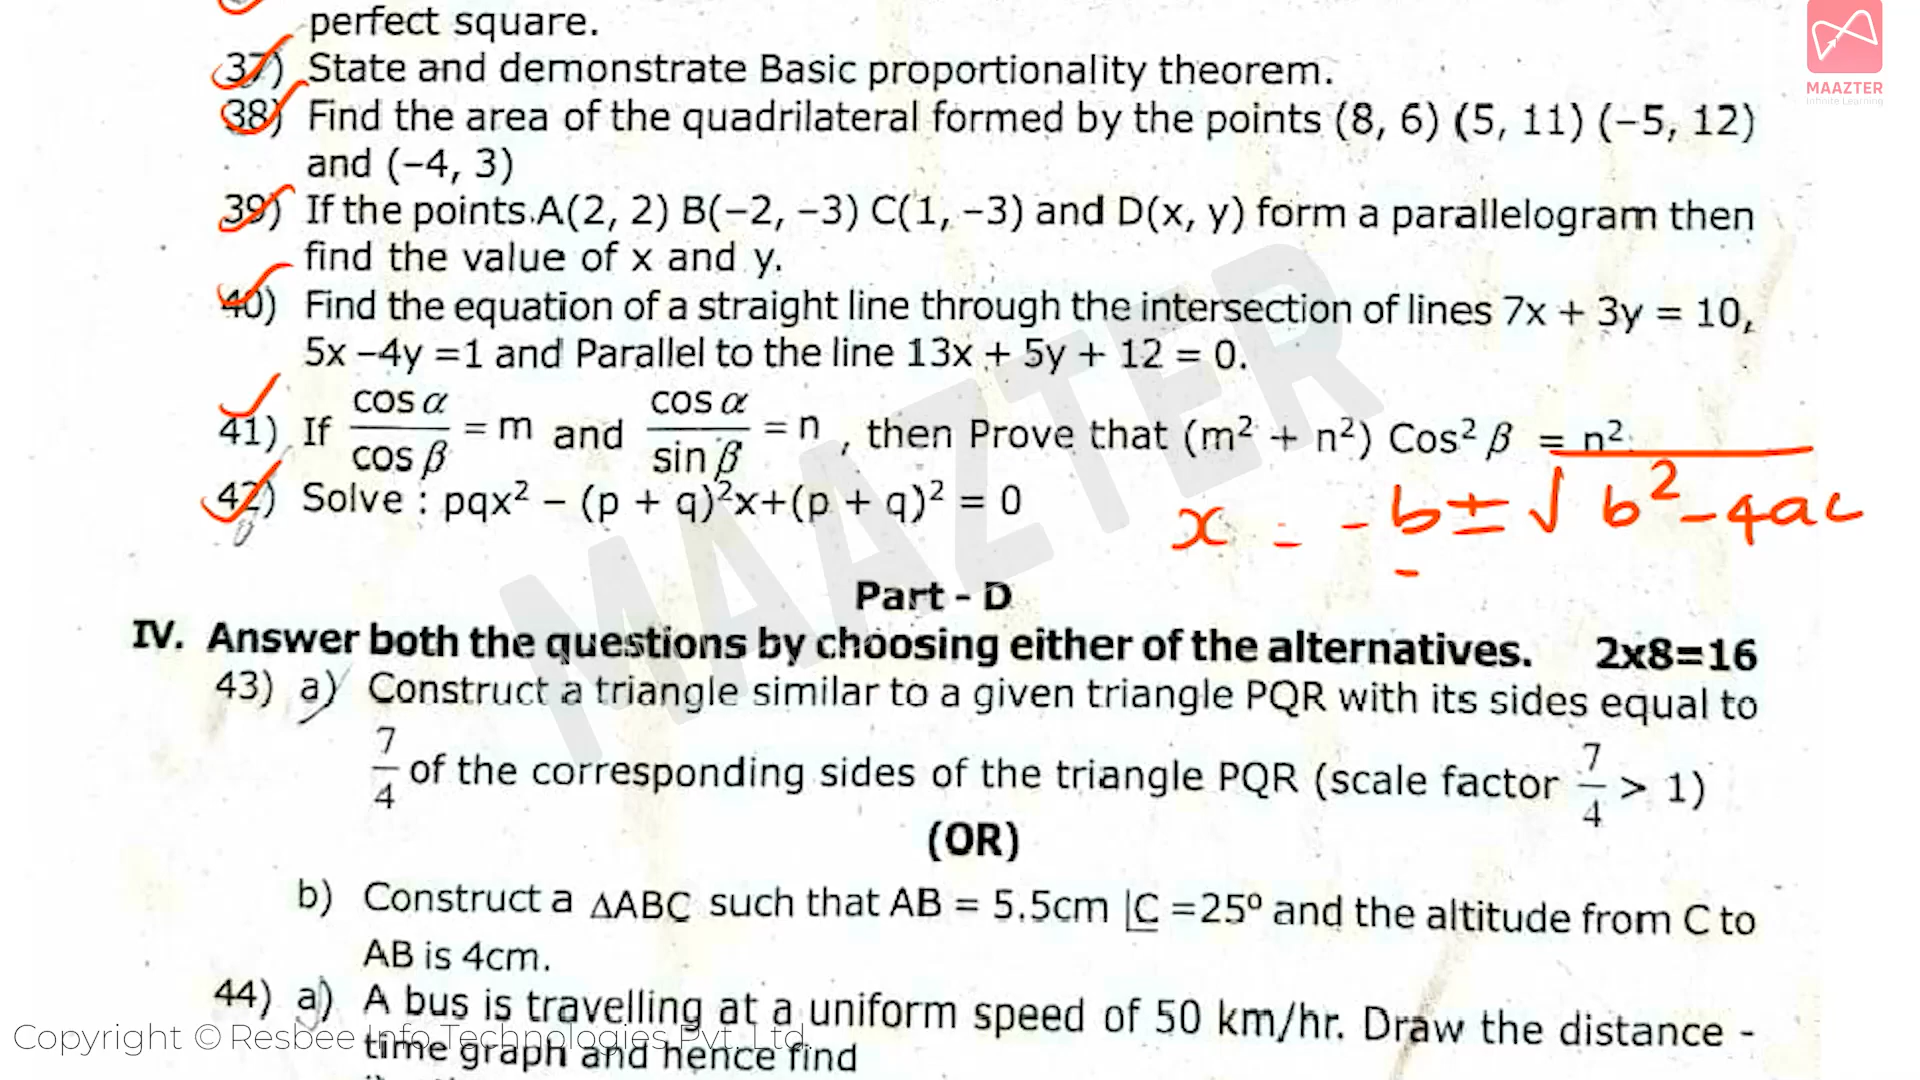 perfect square.
MAAZTER
Infinite Learning
37) State and demonstrate Basic proportionality theorem.
38) Find the area of the quadrilateral formed by the points (8, 6) (5, 11) (−5, 12)
and (−4, 3)
39) If the points A(2, 2) B(−2, −3) C(1, −3) and D(x, y) form a parallelogram then
find the value of x and y.
40) Find the equation of a straight line through the intersection of lines 7x + 3y = 10,
5x −4y =1 and Parallel to the line 13x + 5y + 12 = 0.
41) If cos α / cos β = m and cos α / sin β = n , then Prove that (m² + n²) Cos² β = n²
42) Solve : pqx² − (p + q)²x+(p + q)² = 0
x = -b ± √b²-4ac
MAAZTER
Part - D
IV. Answer both the questions by choosing either of the alternatives. 2x8=16
43) a) Construct a triangle similar to a given triangle PQR with its sides equal to
7/4 of the corresponding sides of the triangle PQR (scale factor 7/4 > 1)
(OR)
b) Construct a ΔABC such that AB = 5.5cm ∠C =25º and the altitude from C to
AB is 4cm.
44) a) A bus is travelling at a uniform speed of 50 km/hr. Draw the distance -
time graph and hence find
Copyright © Resbee Info Technologies Pvt. Ltd.